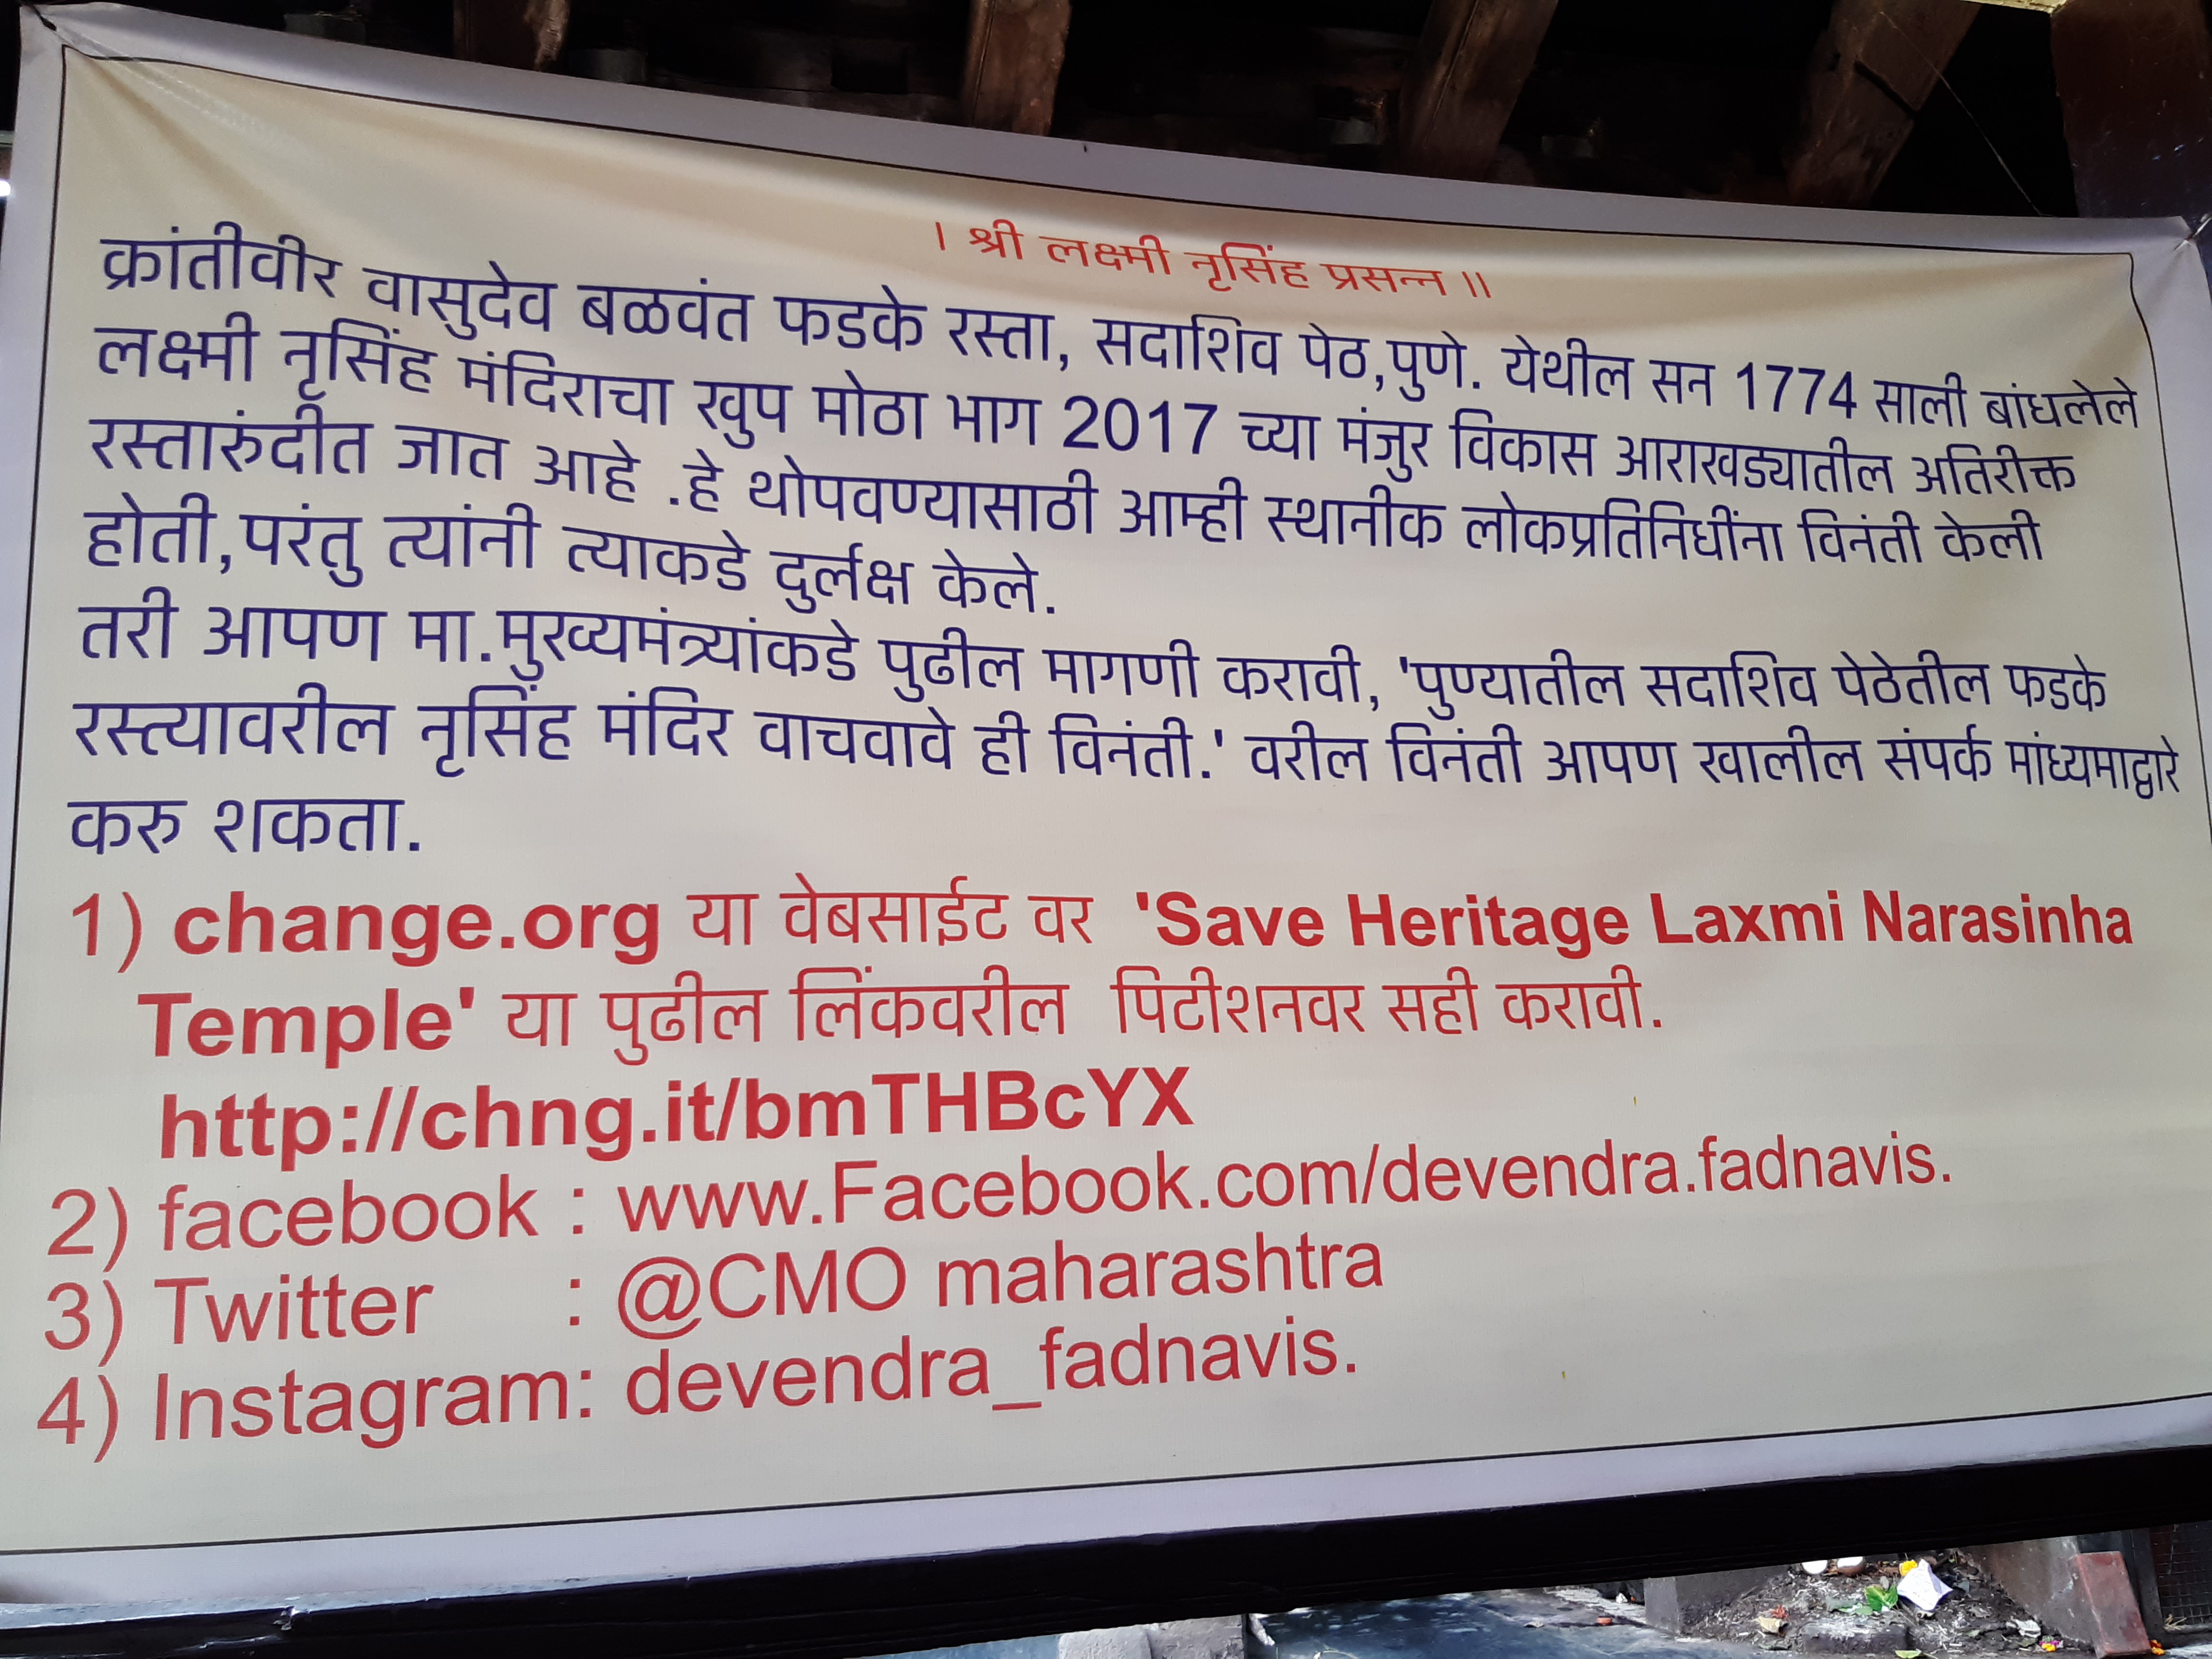 । श्री लक्ष्मी नृसिंह प्रसन्न ॥
क्रांतीवीर वासुदेव बळवंत फडके रस्ता, सदाशिव पेठ,पुणे. येथील सन 1774 साली बांधलेले
लक्ष्मी नृसिंह मंदिराचा खुप मोठा भाग 2017 च्या मंजुर विकास आराखड्यातील अतिरीक्त
रस्तारुंदीत जात आहे .हे थोपवण्यासाठी आम्ही स्थानीक लोकप्रतिनिधींना विनंती केली
होती,परंतु त्यांनी त्याकडे दुर्लक्ष केले.
तरी आपण मा.मुख्यमंत्र्यांकडे पुढील मागणी करावी, 'पुण्यातील सदाशिव पेठेतील फडके
रस्त्यावरील नृसिंह मंदिर वाचवावे ही विनंती.' वरील विनंती आपण खालील संपर्क मांध्यमाद्वारे
करु शकता.
1) change.org या वेबसाईट वर 'Save Heritage Laxmi Narasinha
Temple' या पुढील लिंकवरील पिटीशनवर सही करावी.
http://chng.it/bmTHBcYX
2) facebook : www.Facebook.com/devendra.fadnavis.
3) Twitter : @CMO maharashtra
4) Instagram: devendra_fadnavis.